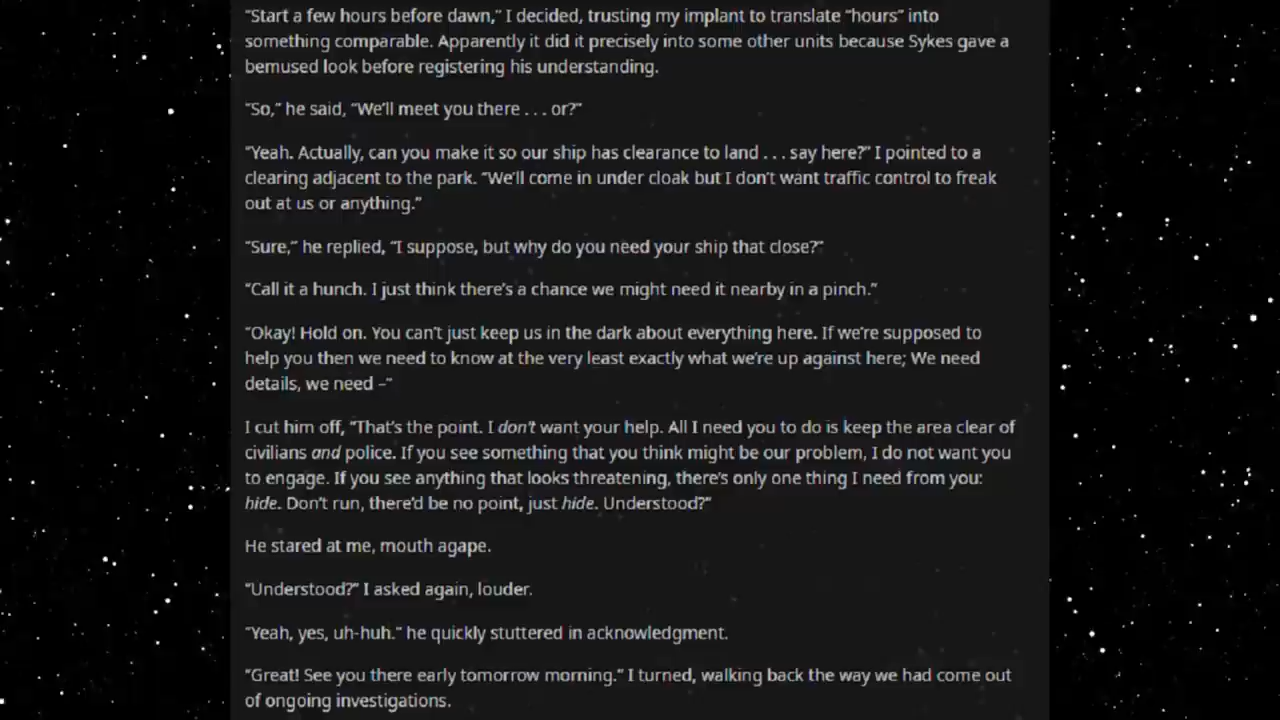 “Start a few hours before dawn,” I decided, trusting my implant to translate “hours” into
something comparable. Apparently it did it precisely into some other units because Sykes gave a
bemused look before registering his understanding.
“So,” he said, “We’ll meet you there . . . or?”
“Yeah. Actually, can you make it so our ship has clearance to land . . . say here?” I pointed to a
clearing adjacent to the park. “We’ll come in under cloak but I don’t want traffic control to freak
out at us or anything.”
“Sure,” he replied, “I suppose, but why do you need your ship that close?”
“Call it a hunch. I just think there’s a chance we might need it nearby in a pinch.”
“Okay! Hold on. You can’t just keep us in the dark about everything here. If we’re supposed to
help you then we need to know at the very least exactly what we’re up against here; We need
details, we need –”
I cut him off, “That’s the point. I don’t want your help. All I need you to do is keep the area clear of
civilians and police. If you see something that you think might be our problem, I do not want you
to engage. If you see anything that looks threatening, there’s only one thing I need from you:
hide. Don’t run, there’d be no point, just hide. Understood?”
He stared at me, mouth agape.
“Understood?” I asked again, louder.
“Yeah, yes, uh-huh.” he quickly stuttered in acknowledgment.
“Great! See you there early tomorrow morning.” I turned, walking back the way we had come out
of ongoing investigations.